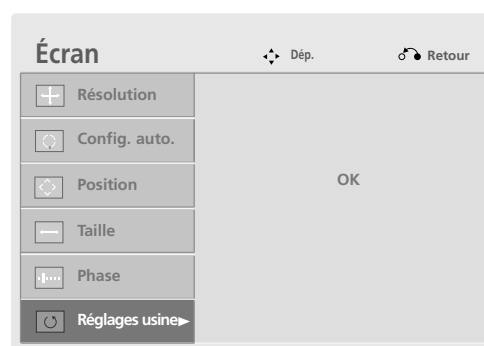 Écran
Dép.
Retour
Résolution
Config. auto.
Position
OK
Taille
Phase
Réglages usine